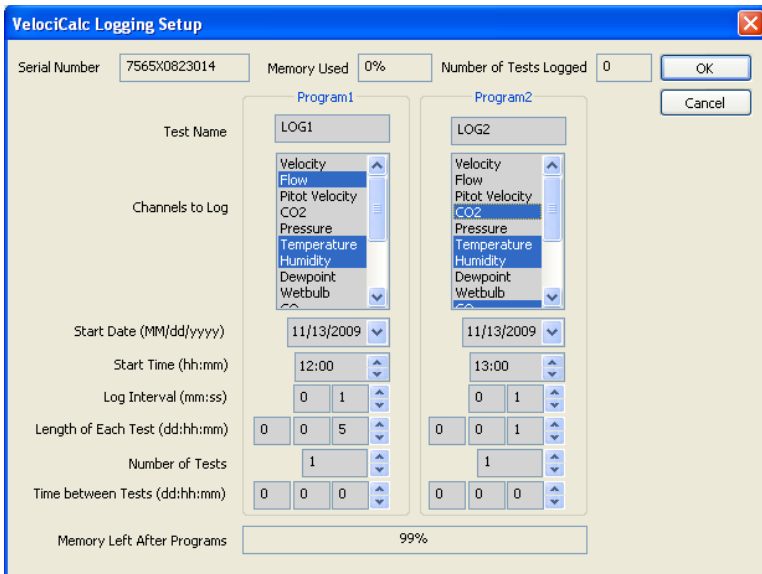 VelociCalc Logging Setup
Serial Number 7565X0823014 Memory Used 0% Number of Tests Logged 0 OK
Cancel
Program1 Program2
Test Name LOG1 LOG2
Channels to Log
Velocity
Flow
Pitot Velocity
CO2
Pressure
Temperature
Humidity
Dewpoint
Wetbulb
CO
Velocity
Flow
Pitot Velocity
CO2
Pressure
Temperature
Humidity
Dewpoint
Wetbulb
CO
Start Date (MM/dd/yyyy) 11/13/2009 11/13/2009
Start Time (hh:mm) 12:00 13:00
Log Interval (mm:ss) 0 1 0 1
Length of Each Test (dd:hh:mm) 0 0 5 0 0 1
Number of Tests 1 1
Time between Tests (dd:hh:mm) 0 0 0 0 0 0
Memory Left After Programs 99%